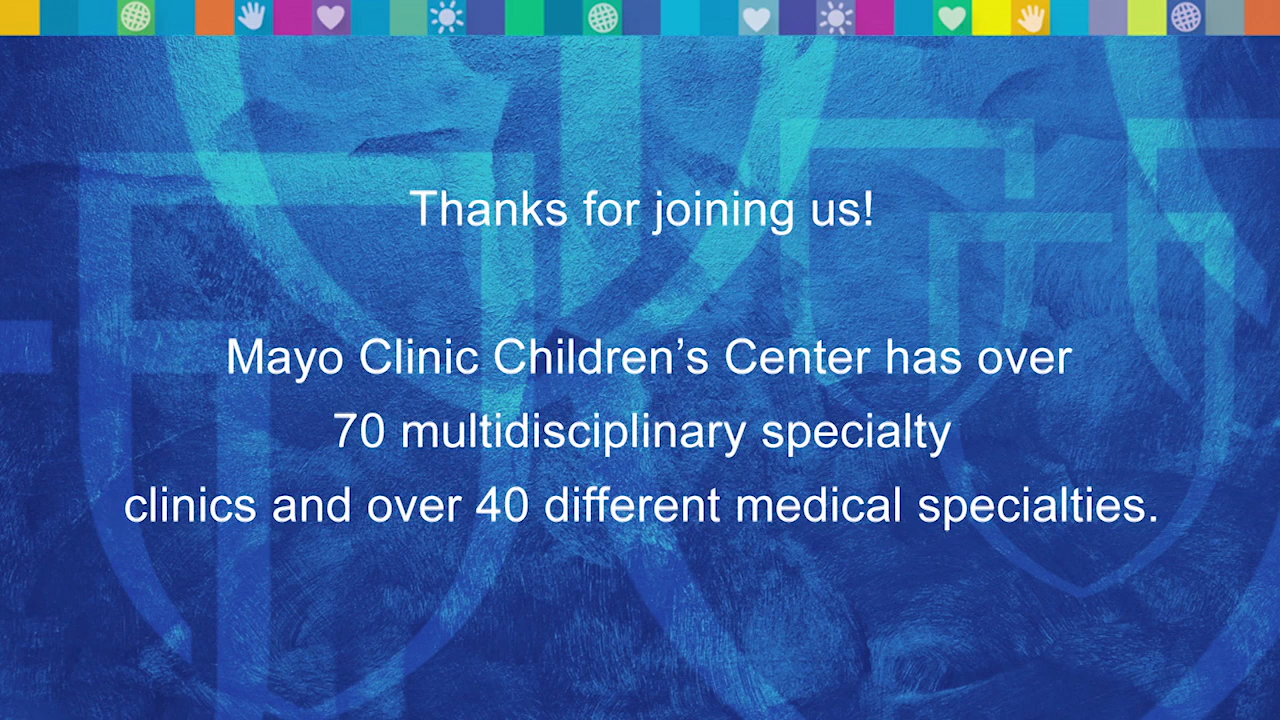 Thanks for joining us!
Mayo Clinic Children’s Center has over
70 multidisciplinary specialty
clinics and over 40 different medical specialties.